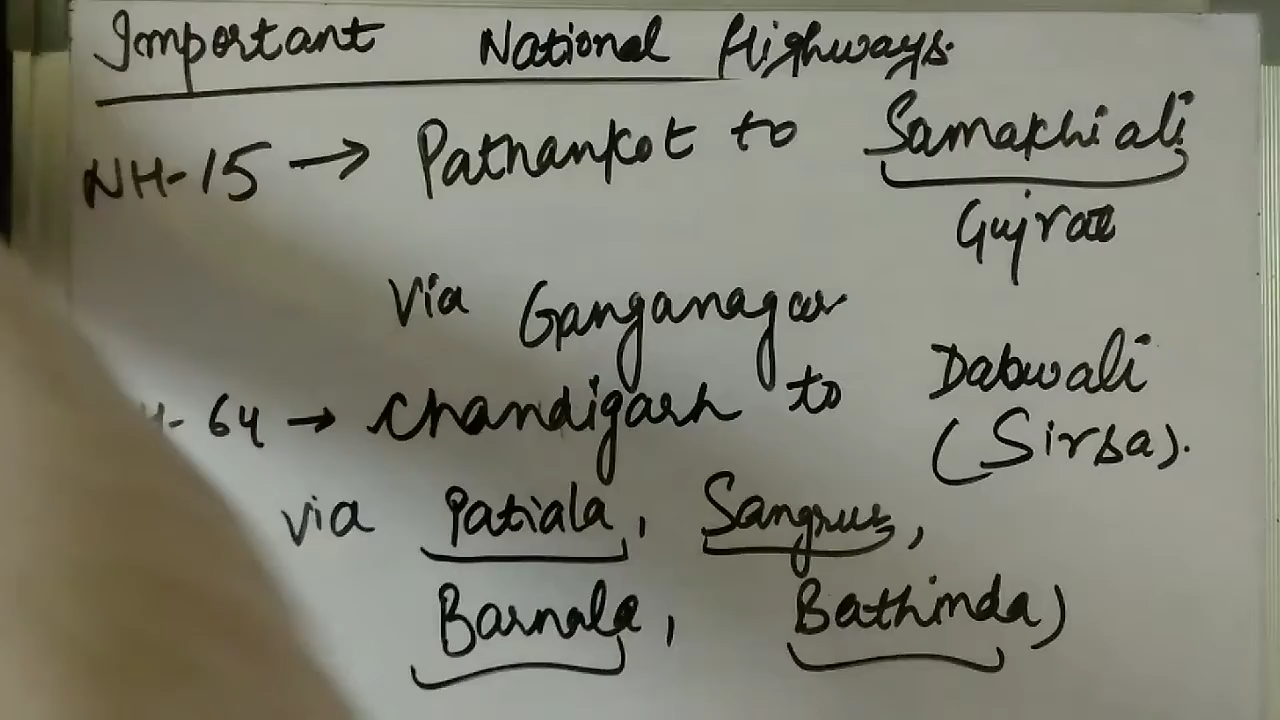 Important National Highways.
NH-15 → Pathankot to Samakhiali
Gujrat
Via Ganganagar
H-64 → Chandigarh to Dabwali
(Sirsa).
via Patiala, Sangrur,
Barnala, Bathinda)